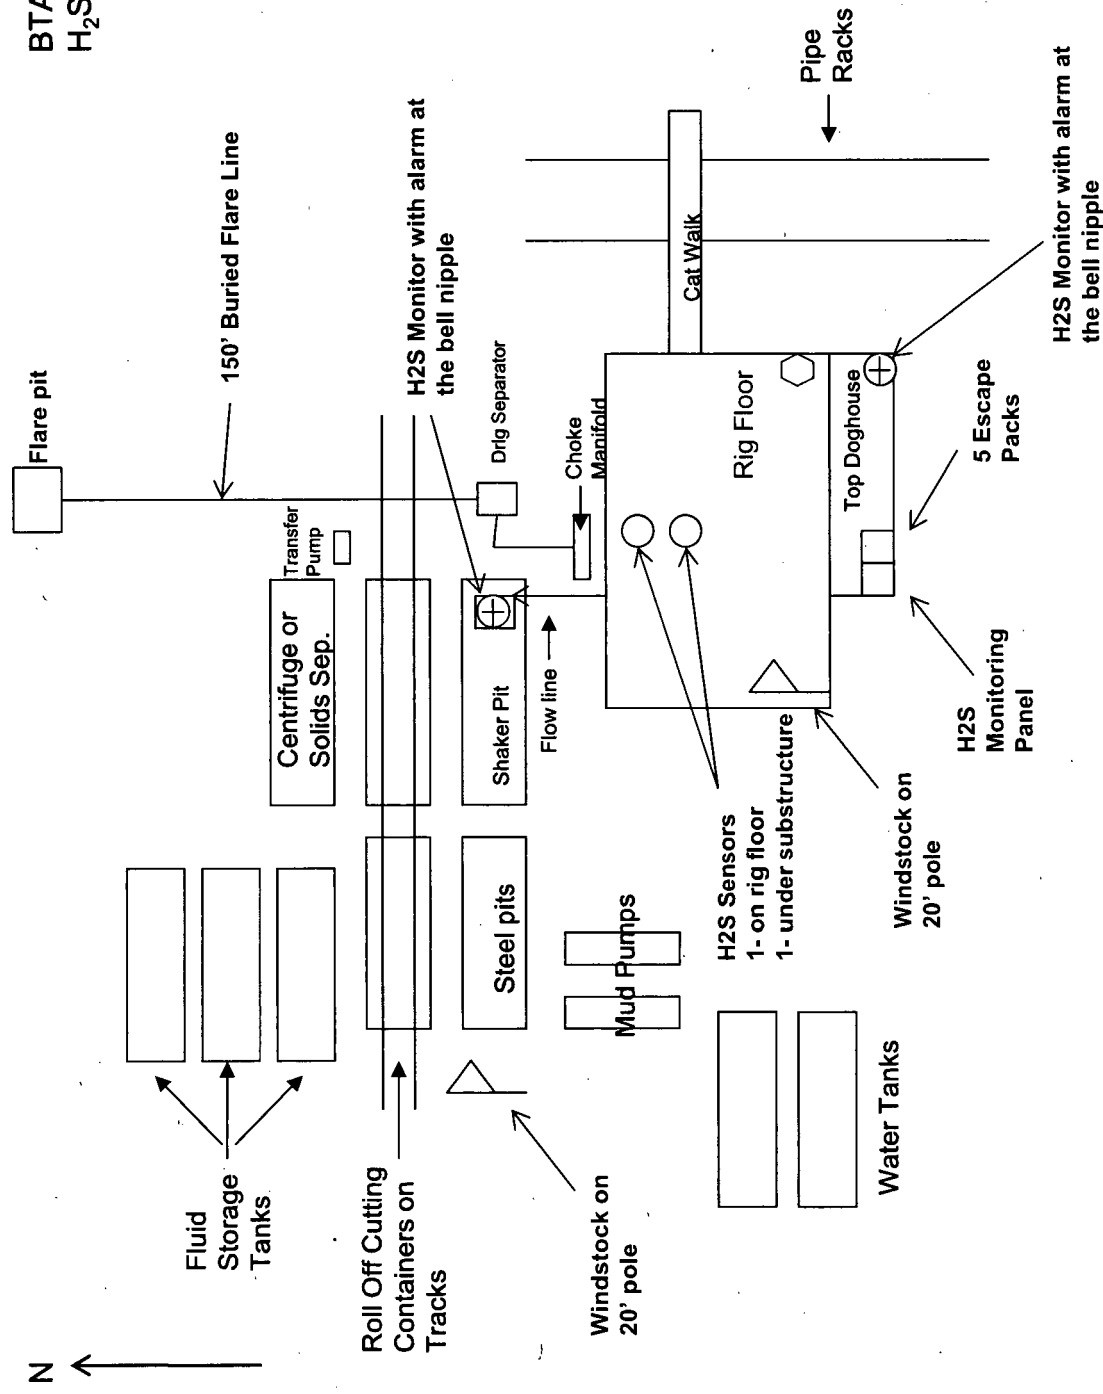 BTA
H₂S
N
Flare pit
150' Buried Flare Line
Fluid
Storage
Tanks
Transfer
Pump
Centrifuge or
Solids Sep.
Roll Off Cutting
Containers on
Tracks
H2S Monitor with alarm at
the bell nipple
Drlg Separator
Shaker Pit
Steel pits
Flow line
Choke
Manifold
Windstock on
20' pole
Mud Pumps
Cat Walk
Pipe
Racks
Rig Floor
H2S Sensors
1- on rig floor
1- under substructure
Top Doghouse
Water Tanks
Windstock on
20' pole
H2S
Monitoring
Panel
5 Escape
Packs
H2S Monitor with alarm at
the bell nipple